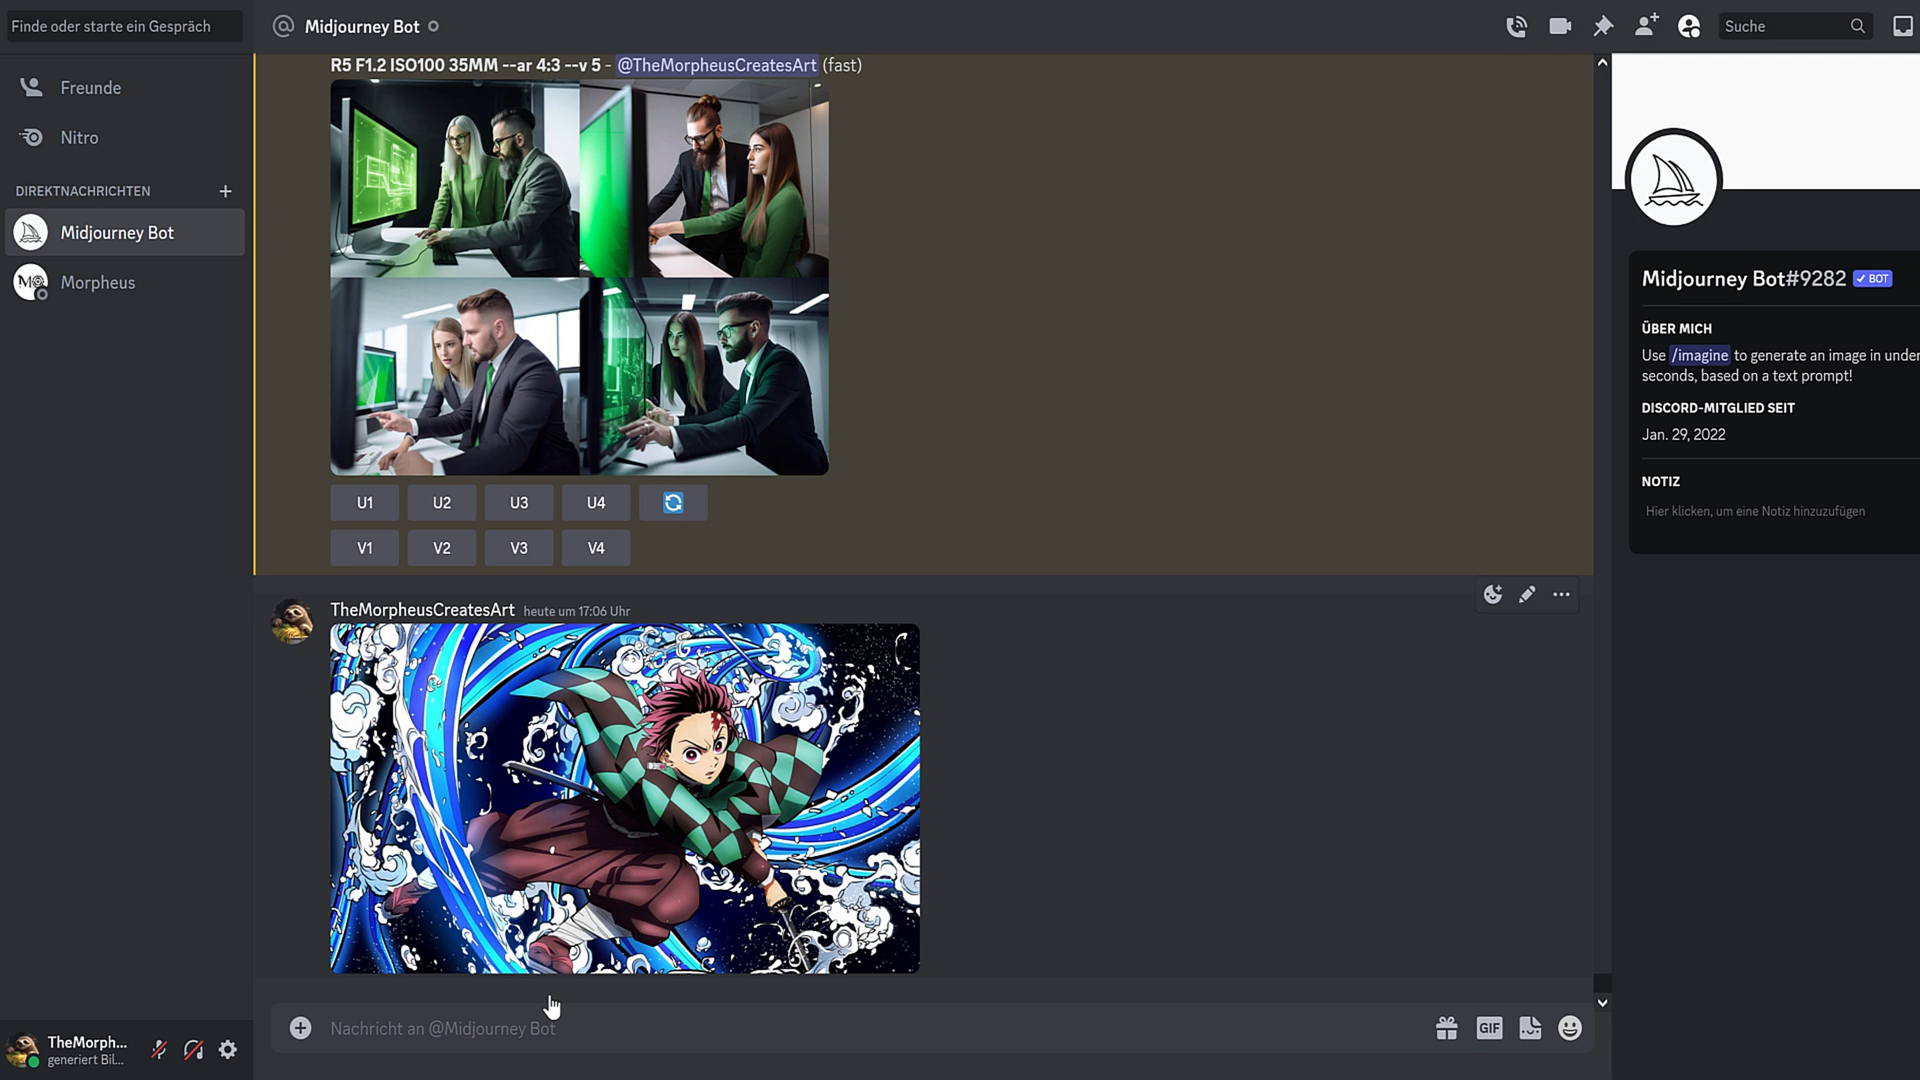 Finde oder starte ein Gespräch
Freunde
Nitro
DIREKTNACHRICHTEN
Midjourney Bot
Morpheus
TheMorph...
generiert Bil...
Midjourney Bot
Suche
R5 F1.2 ISO100 35MM --ar 4:3 --v 5 - @TheMorpheusCreatesArt (fast)
U1 U2 U3 U4
V1 V2 V3 V4
TheMorpheusCreatesArt heute um 17:06 Uhr
Nachricht an @Midjourney Bot
GIF
Midjourney Bot#9282 BOT
ÜBER MICH
Use /imagine to generate an image in under
seconds, based on a text prompt!
DISCORD-MITGLIED SEIT
Jan. 29, 2022
NOTIZ
Hier klicken, um eine Notiz hinzuzufügen